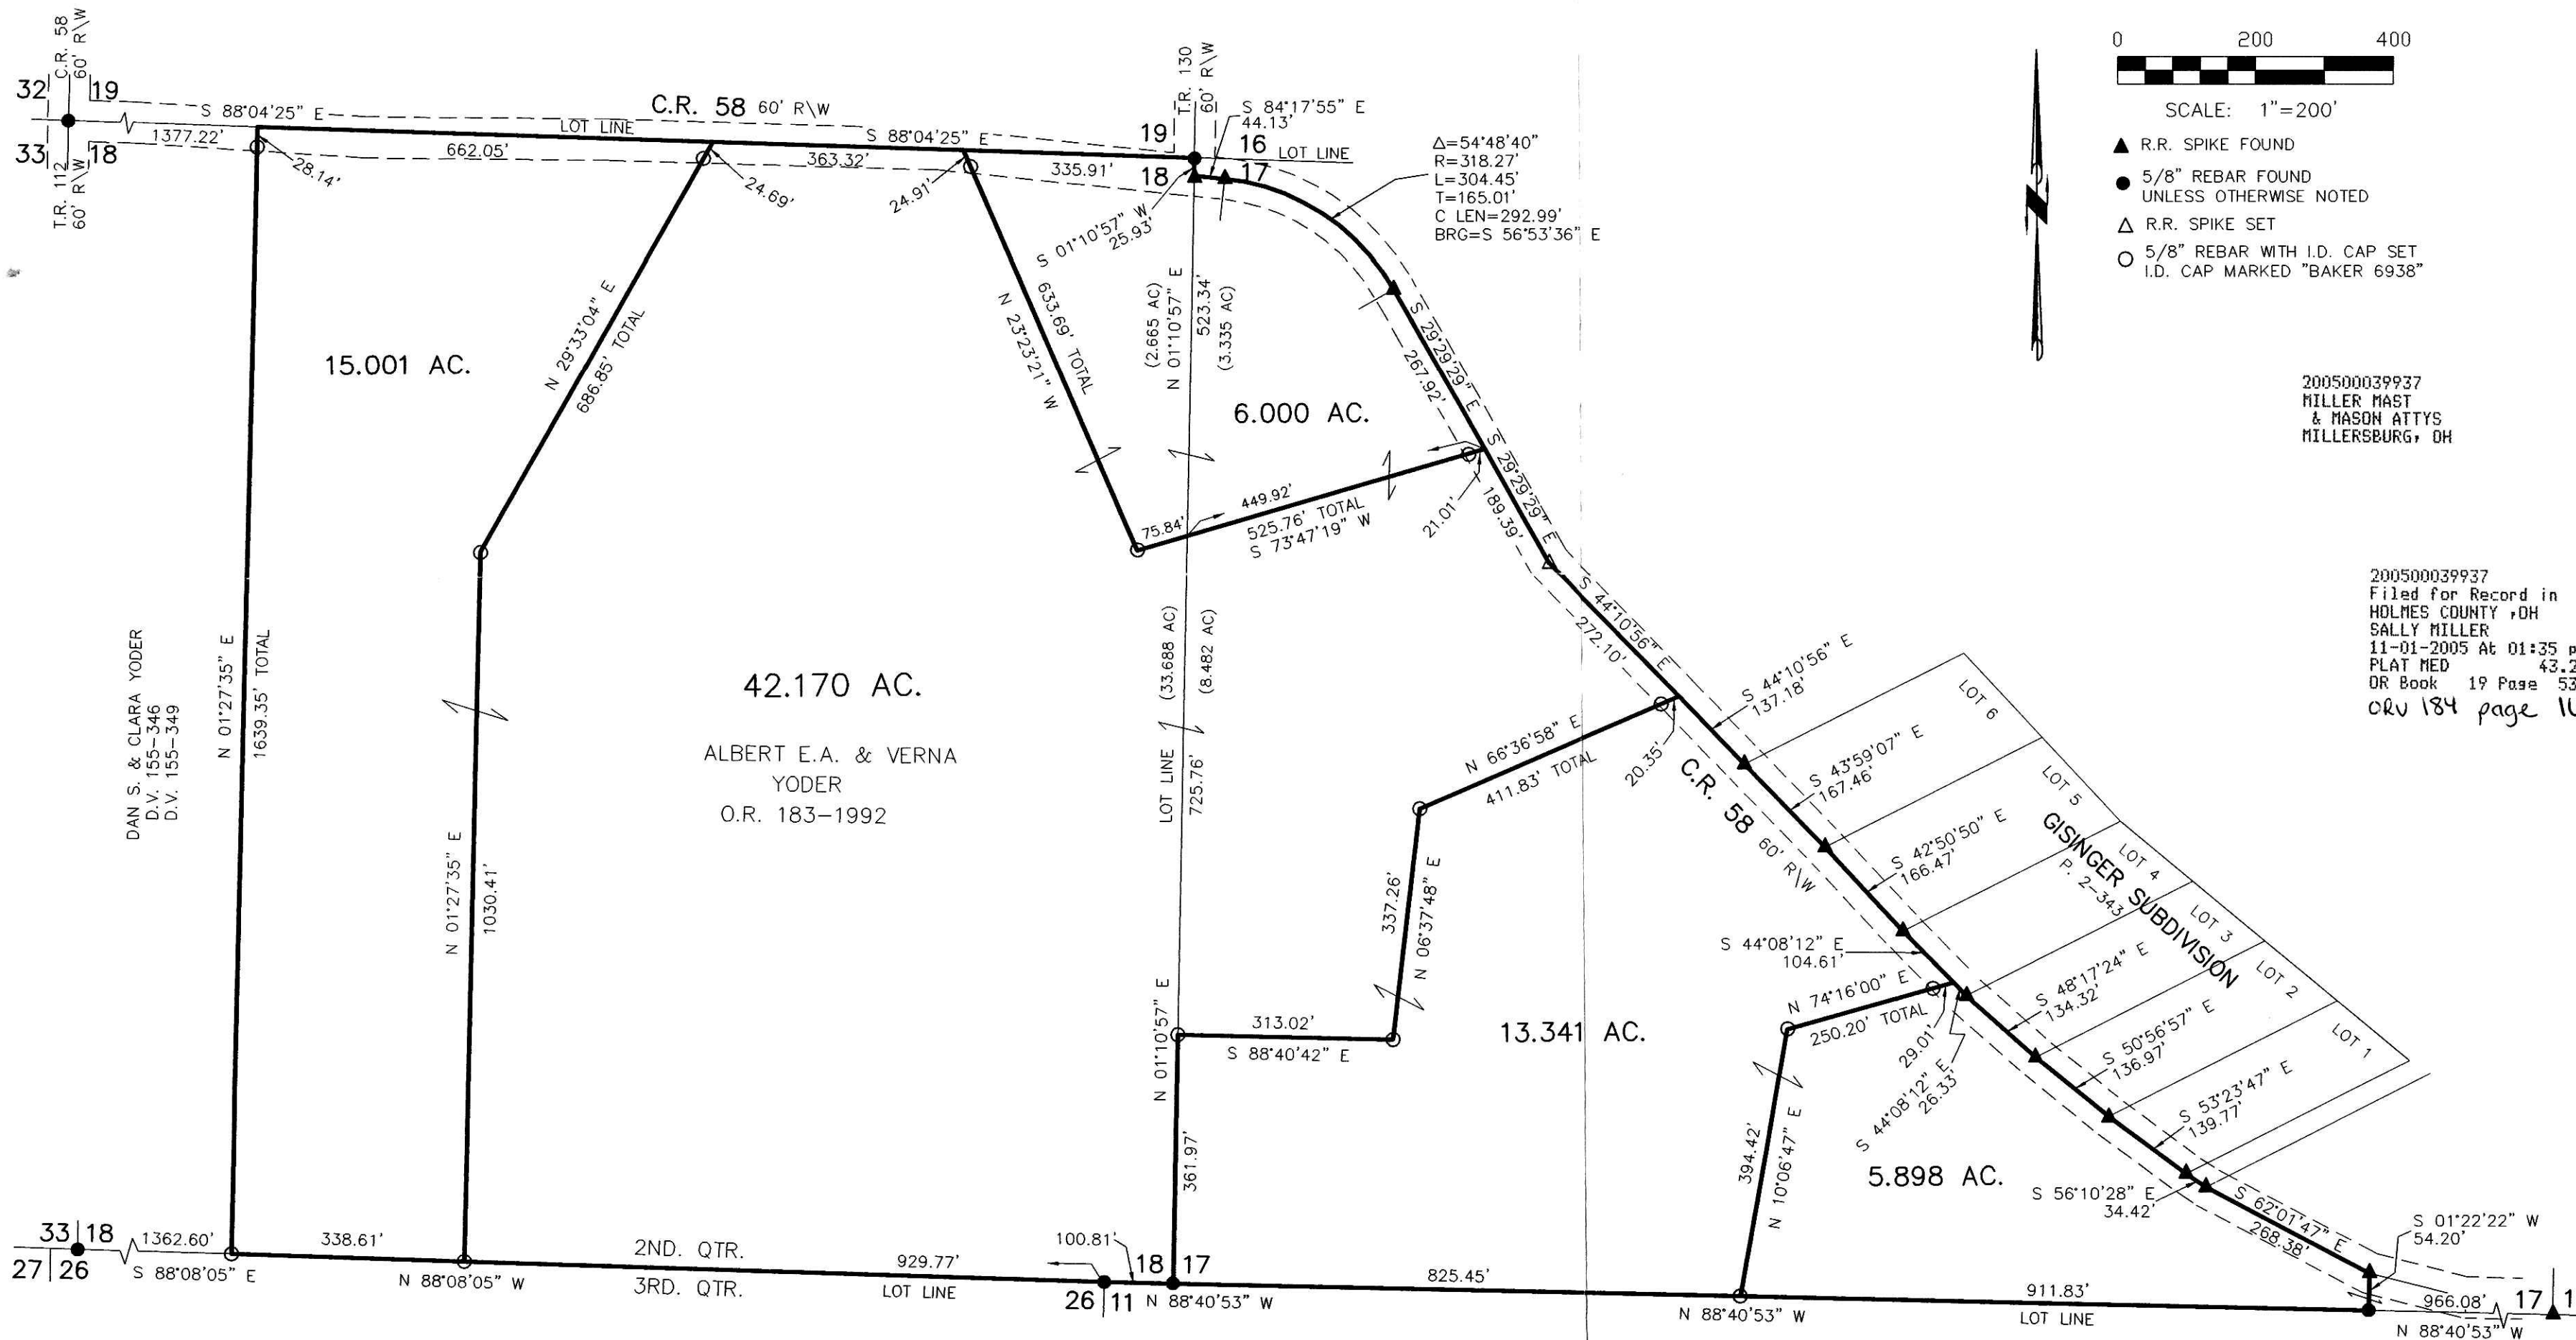 C.R. 58
60' R\W
32
19
33
18
T.R. 112
60' R\W
S 88°04'25" E
1377.22'
28.14'
LOT LINE
C.R. 58 60' R\W
662.05'
24.69'
S 88°04'25" E
363.32'
24.91'
335.91'
T.R. 130
60' R\W
19
16
18
17
LOT LINE
S 84°17'55" E
44.13'
S 01°10'57" W
25.93'
Δ=54°48'40"
R=318.27'
L=304.45'
T=165.01'
C LEN=292.99'
BRG=S 56°53'36" E
0 200 400
SCALE: 1"=200'
▲ R.R. SPIKE FOUND
● 5/8" REBAR FOUND
UNLESS OTHERWISE NOTED
△ R.R. SPIKE SET
○ 5/8" REBAR WITH I.D. CAP SET
I.D. CAP MARKED "BAKER 6938"
200500039937
MILLER MAST
& MASON ATTYS
MILLERSBURG, OH
200500039937
Filed for Record in
HOLMES COUNTY ,OH
SALLY MILLER
11-01-2005 At 01:35 p
PLAT MED 43.2
OR Book 19 Page 53
ORV 184 page
15.001 AC.
N 29°33'04" E
686.85' TOTAL
633.69' TOTAL
N 23°23'21" W
(2.665 AC)
N 01°10'57" E
523.34'
(3.335 AC)
6.000 AC.
S 29°29'29" E
267.92'
75.84'
449.92'
525.76' TOTAL
S 73°47'19" W
21.01'
S 29°29'29" E
189.39'
S 44°10'56" E
272.10'
DAN S. & CLARA YODER
D.V. 155-346
D.V. 155-349
N 01°27'35" E
1639.35' TOTAL
N 01°27'35" E
1030.41'
42.170 AC.
ALBERT E.A. & VERNA
YODER
O.R. 183-1992
(33.688 AC)
(8.482 AC)
LOT LINE
725.76'
N 66°36'58" E
411.83' TOTAL
20.35'
C.R. 58 60' R\W
S 44°10'56" E
137.18'
S 43°59'07" E
167.46'
S 42°50'50" E
166.47'
S 44°08'12" E
104.61'
S 48°17'24" E
134.32'
S 50°56'57" E
136.97'
S 53°23'47" E
139.77'
LOT 6
LOT 5
LOT 4
LOT 3
LOT 2
LOT 1
GISINGER SUBDIVISION
P. 2-343
337.26'
N 06°37'48" E
313.02'
S 88°40'42" E
13.341 AC.
N 74°16'00" E
250.20' TOTAL
29.01'
S 44°08'12" E
26.33'
394.42'
N 10°06'47" E
5.898 AC.
S 56°10'28" E
34.42'
S 62°01'47" E
268.38'
S 01°22'22" W
54.20'
N 01°10'57" E
361.97'
33
18
27
26
1362.60'
S 88°08'05" E
338.61'
N 88°08'05" W
2ND. QTR.
3RD. QTR.
929.77'
LOT LINE
100.81'
18
17
26
11
N 88°40'53" W
825.45'
N 88°40'53" W
911.83'
LOT LINE
966.08'
N 88°40'53" W
17